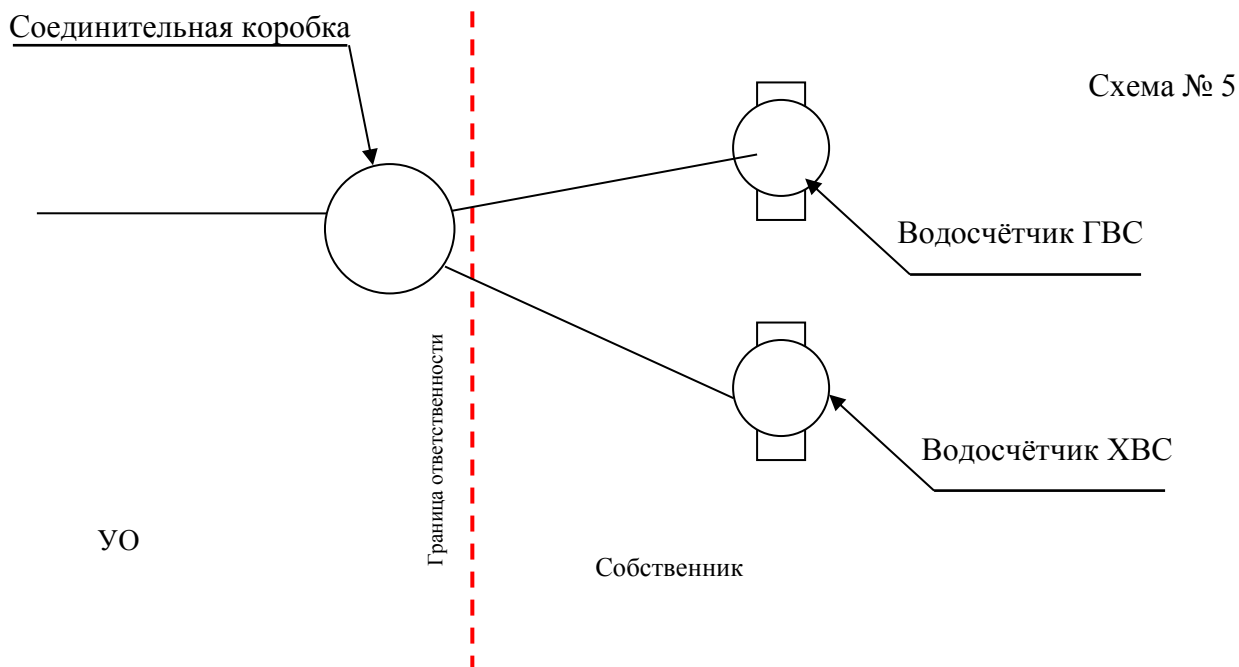 Соединительная коробка
Схема № 5
Водосчётчик ГВС
Граница ответственности
Водосчётчик ХВС
УО
Собственник